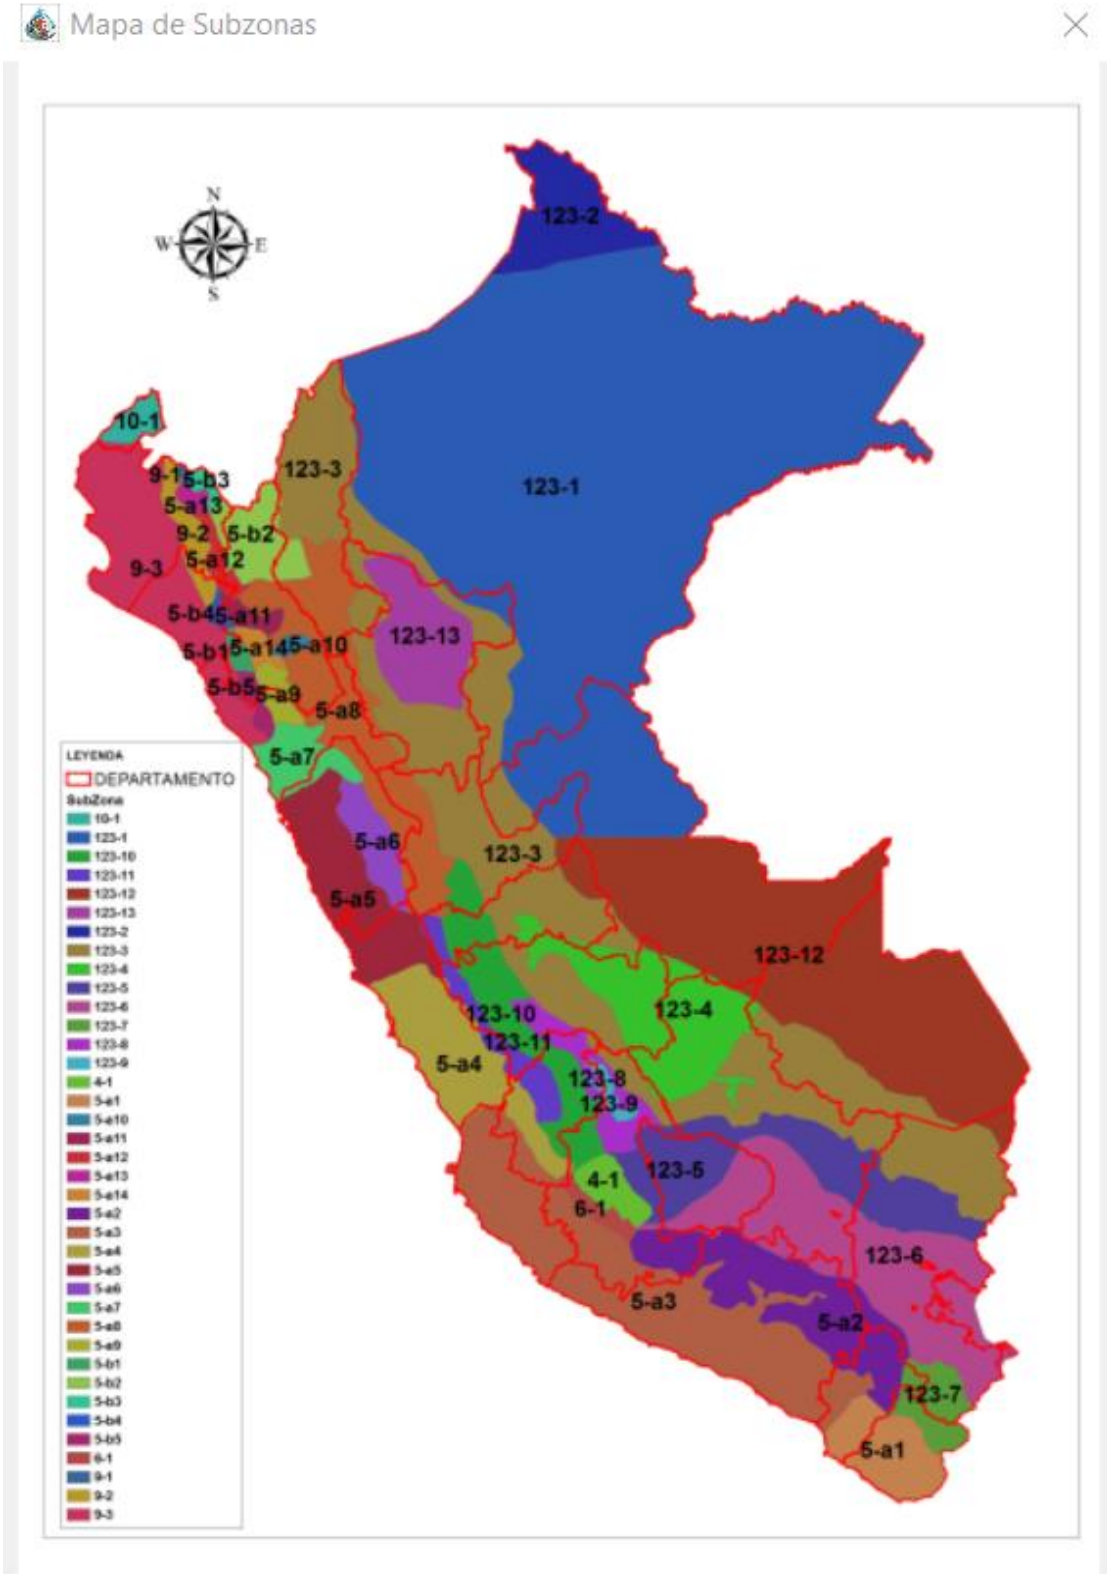 Mapa de Subzonas
N
W E
S
123-2
10-1
123-3
9-1
5-b3
123-1
5-a13
9-2
5-b2
5-a12
9-3
5-b4
5-a11
123-13
5-b1
5-a14
5-a10
5-b5
5-a9
5-a8
5-a7
5-a6
123-3
5-a5
123-12
123-4
123-10
123-11
5-a4
123-8
123-9
123-5
4-1
6-1
123-6
5-a3
5-a2
123-7
5-a1
LEYENDA
DEPARTAMENTO
SubZona
10-1
123-1
123-10
123-11
123-12
123-13
123-2
123-3
123-4
123-5
123-6
123-7
123-8
123-9
4-1
5-a1
5-a10
5-a11
5-a12
5-a13
5-a14
5-a2
5-a3
5-a4
5-a5
5-a6
5-a7
5-a8
5-a9
5-b1
5-b2
5-b3
5-b4
5-b5
6-1
9-1
9-2
9-3